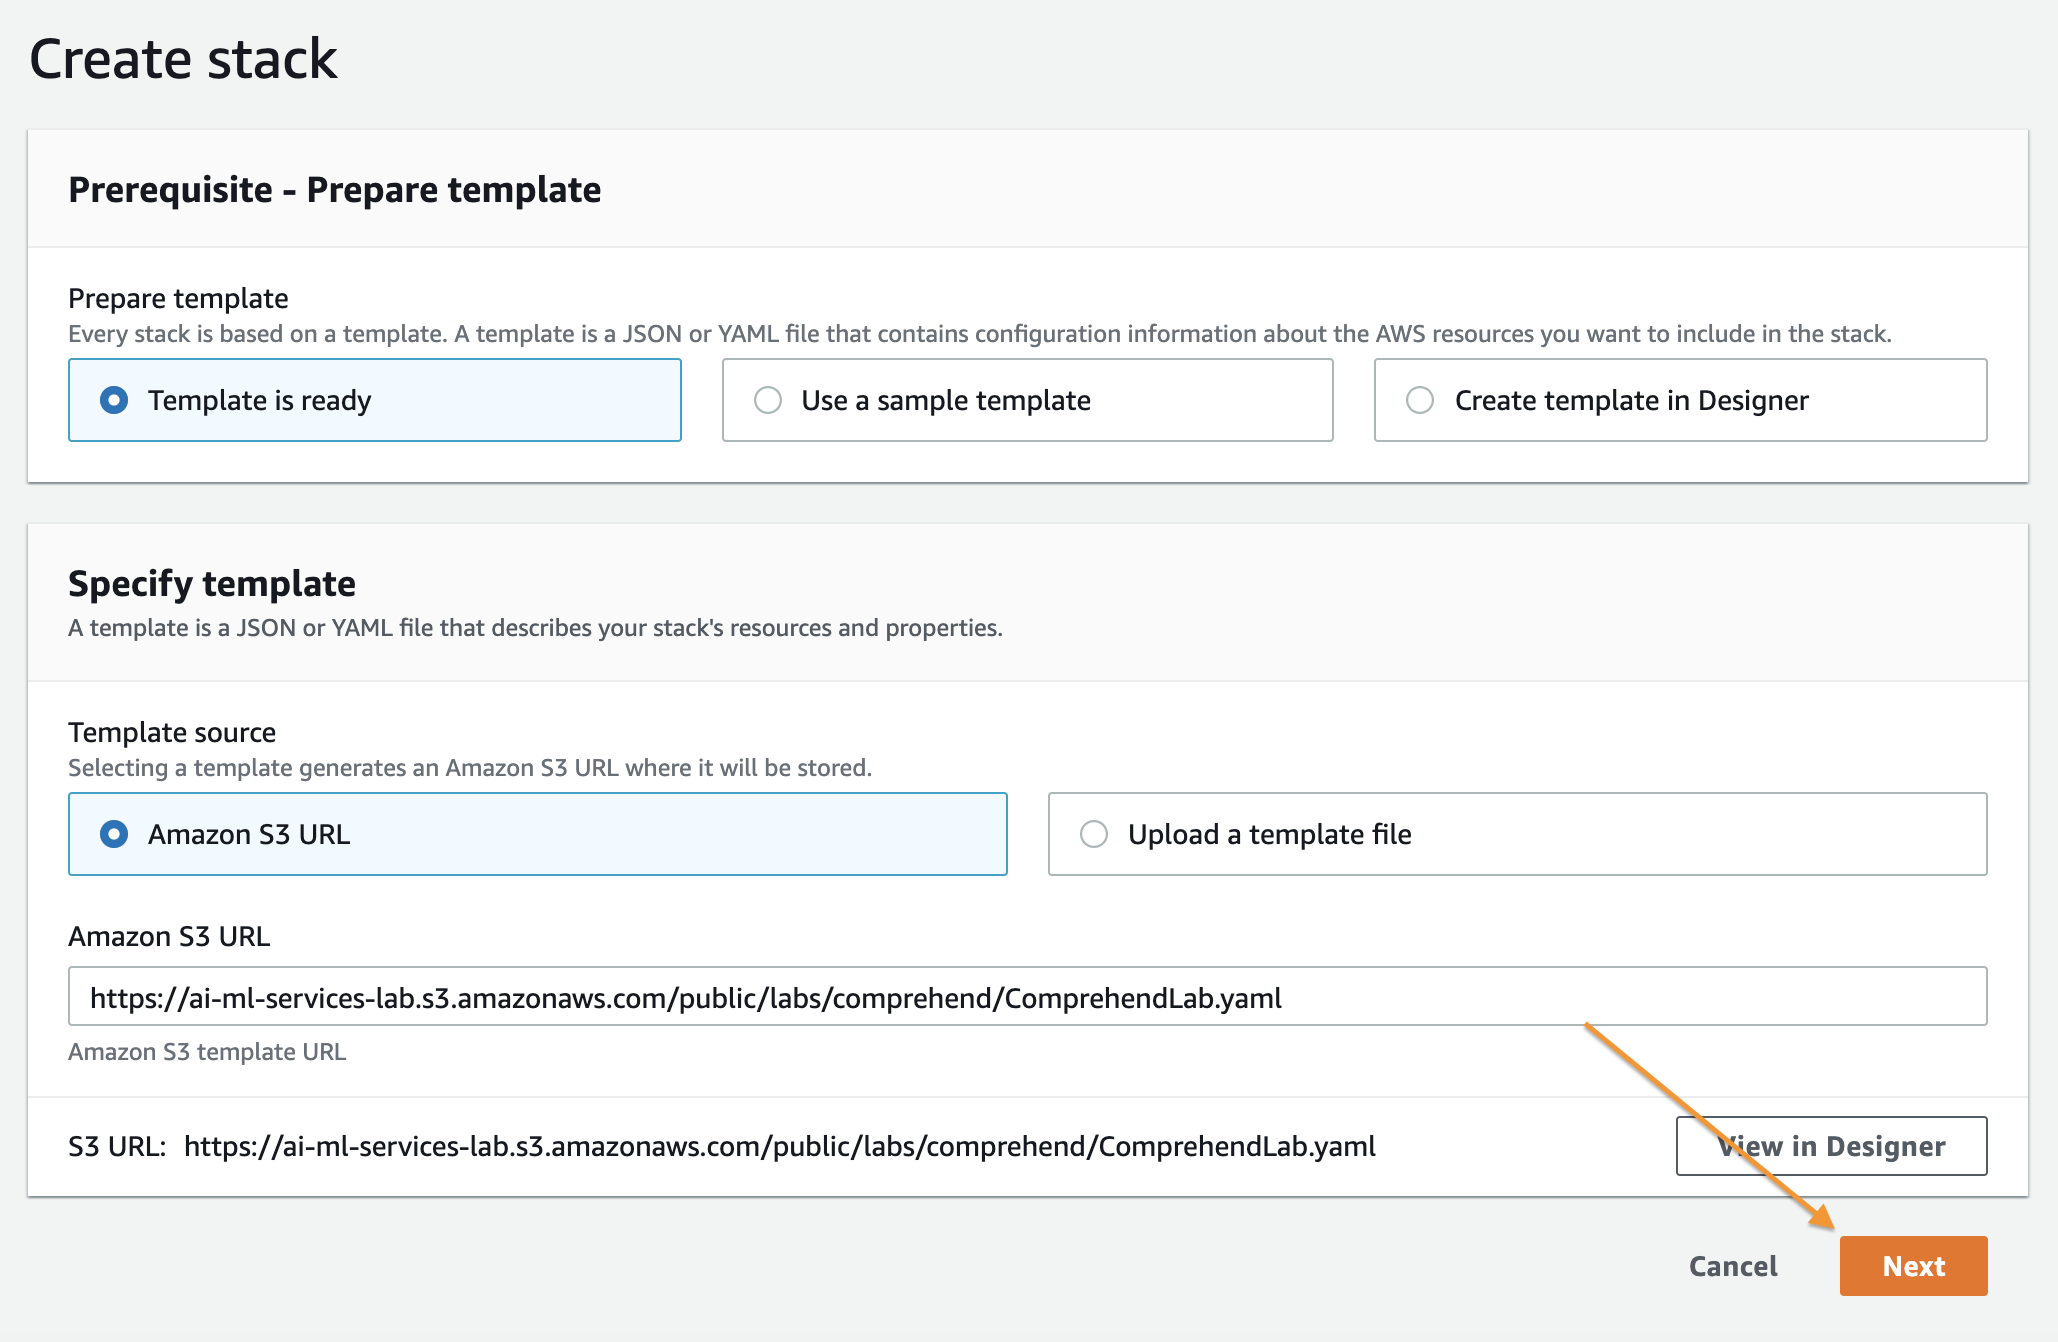 Create stack
Prerequisite - Prepare template
Prepare template
Every stack is based on a template. A template is a JSON or YAML file that contains configuration information about the AWS resources you want to include in the stack.
Template is ready
Use a sample template
Create template in Designer
Specify template
A template is a JSON or YAML file that describes your stack's resources and properties.
Template source
Selecting a template generates an Amazon S3 URL where it will be stored.
Amazon S3 URL
Upload a template file
Amazon S3 URL
https://ai-ml-services-lab.s3.amazonaws.com/public/labs/comprehend/ComprehendLab.yaml
Amazon S3 template URL
S3 URL: https://ai-ml-services-lab.s3.amazonaws.com/public/labs/comprehend/ComprehendLab.yaml
View in Designer
Cancel
Next